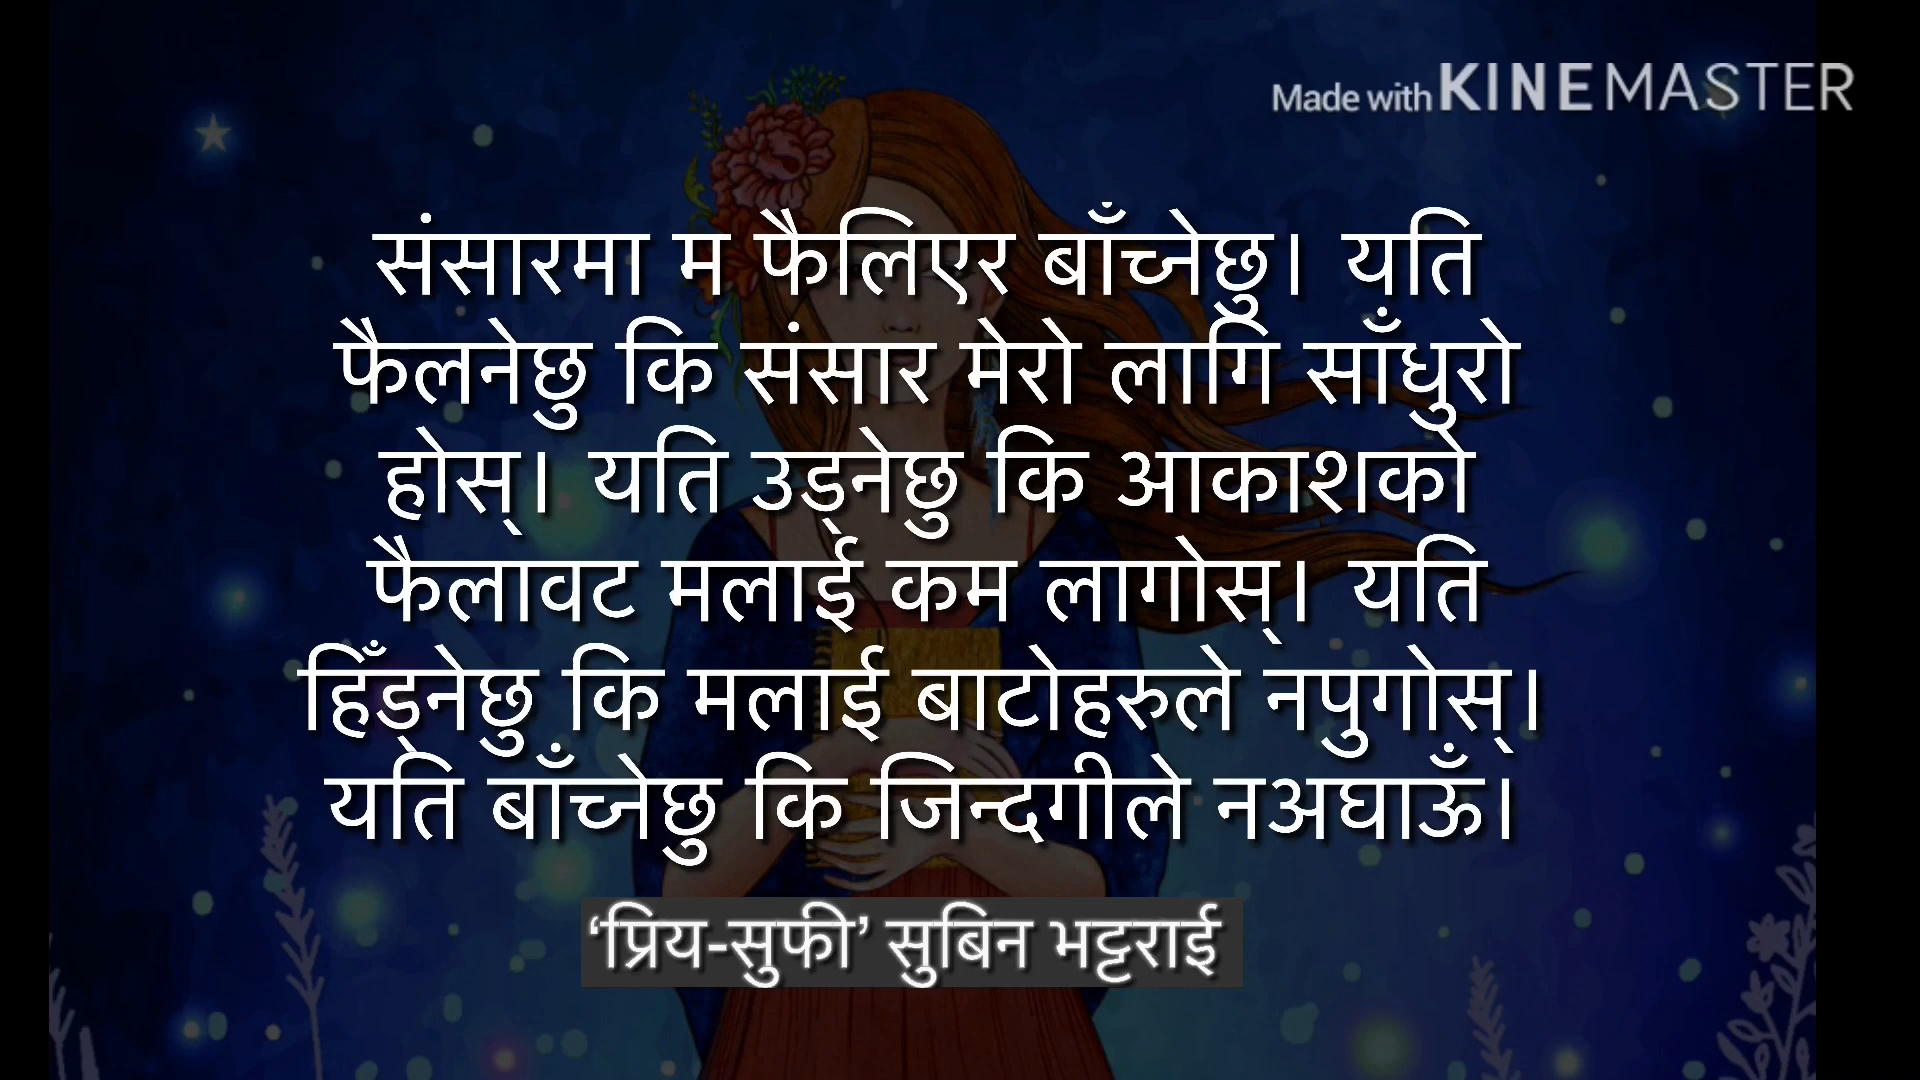 Made with KINEMASTER
संसारमा म फैलिएर बाँच्नेछु। यति
फैलनेछु कि संसार मेरो लागि साँघुरो
होस्। यति उड्नेछु कि आकाशको
फैलावट मलाई कम लागोस्। यति
हिँड्नेछु कि मलाई बाटोहरुले नपुगोस्।
यति बाँच्नेछु कि जिन्दगीले नअघाऊँ।
‘प्रिय-सुफी’ सुबिन भट्टराई